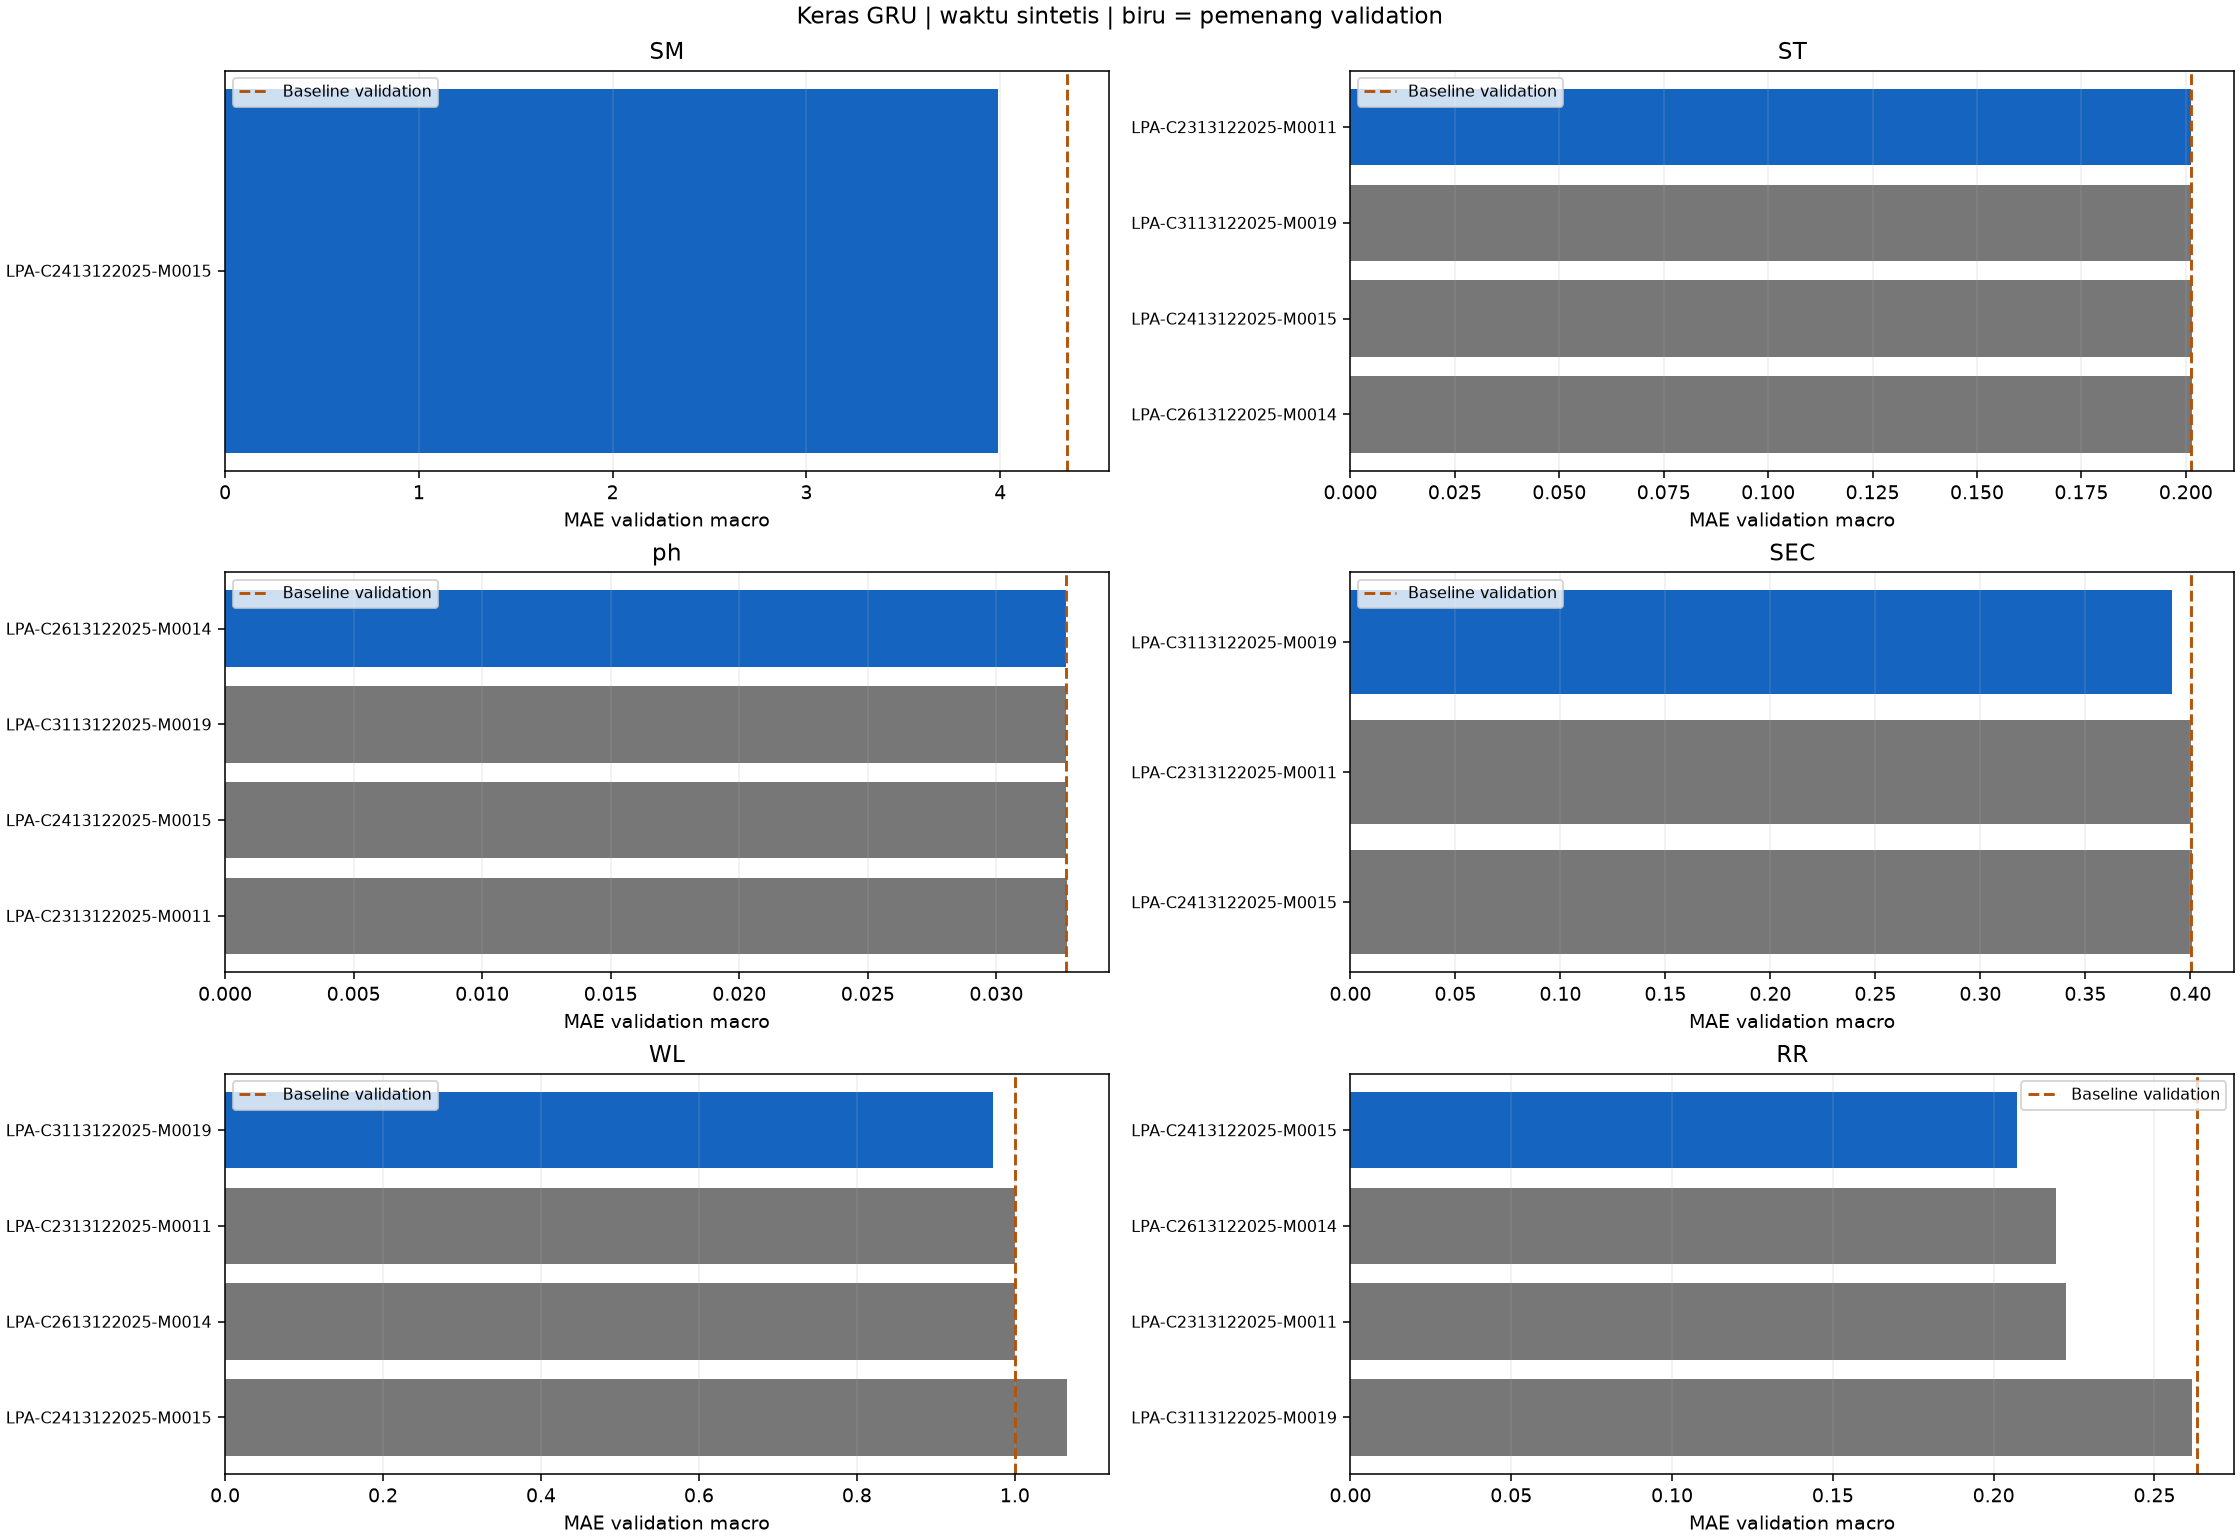 Keras GRU | waktu sintetis | biru = pemenang validation
SM
Baseline validation
LPA-C2413122025-M0015
0 1 2 3 4
MAE validation macro
ST
Baseline validation
LPA-C2313122025-M0011
LPA-C3113122025-M0019
LPA-C2413122025-M0015
LPA-C2613122025-M0014
0.000 0.025 0.050 0.075 0.100 0.125 0.150 0.175 0.200
MAE validation macro
ph
Baseline validation
LPA-C2613122025-M0014
LPA-C3113122025-M0019
LPA-C2413122025-M0015
LPA-C2313122025-M0011
0.000 0.005 0.010 0.015 0.020 0.025 0.030
MAE validation macro
SEC
Baseline validation
LPA-C3113122025-M0019
LPA-C2313122025-M0011
LPA-C2413122025-M0015
0.00 0.05 0.10 0.15 0.20 0.25 0.30 0.35 0.40
MAE validation macro
WL
Baseline validation
LPA-C3113122025-M0019
LPA-C2313122025-M0011
LPA-C2613122025-M0014
LPA-C2413122025-M0015
0.0 0.2 0.4 0.6 0.8 1.0
MAE validation macro
RR
Baseline validation
LPA-C2413122025-M0015
LPA-C2613122025-M0014
LPA-C2313122025-M0011
LPA-C3113122025-M0019
0.00 0.05 0.10 0.15 0.20 0.25
MAE validation macro